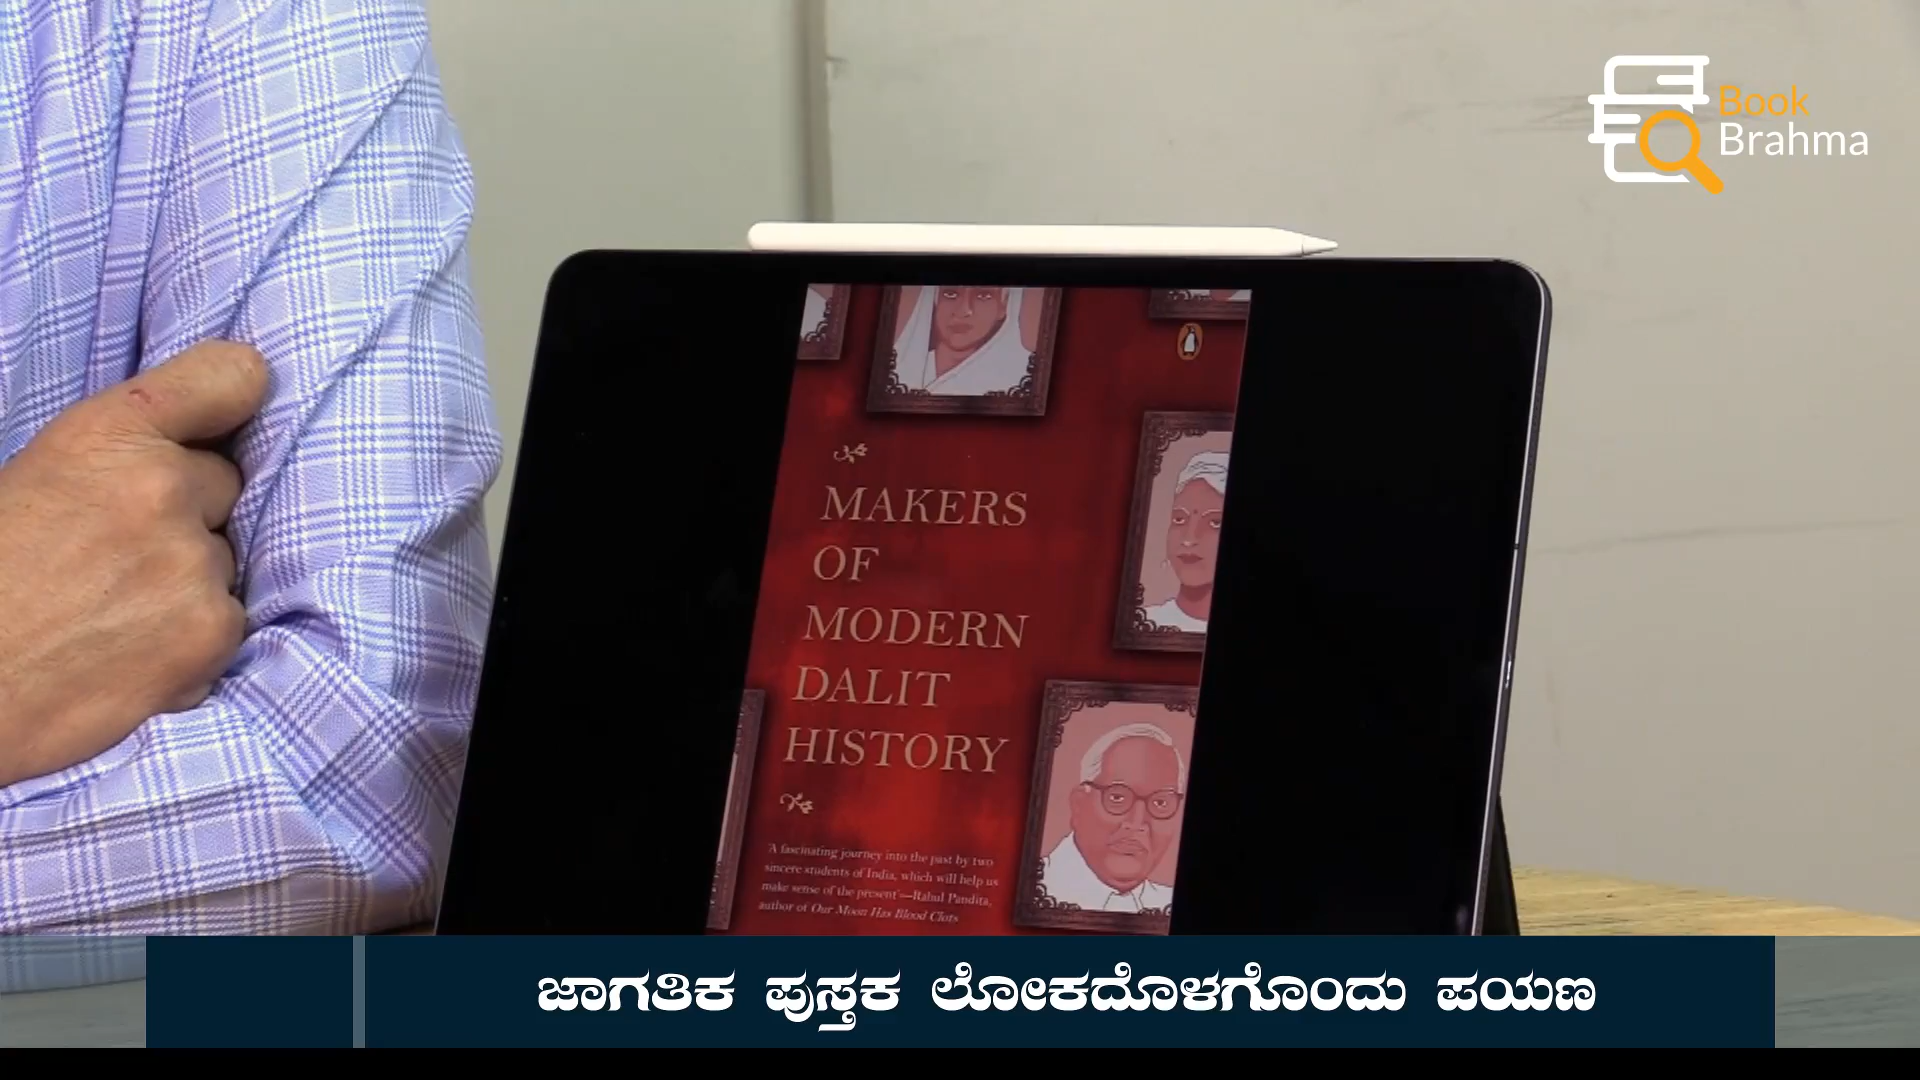 Book
Brahma
MAKERS
OF
MODERN
DALIT
HISTORY
'A fascinating journey into the past by two
sincere students of India, which will help us
make sense of the present'—Rahul Pandita,
author of Our Moon Has Blood Clots
ಜಾಗತಿಕ ಪುಸ್ತಕ ಲೋಕದೊಳಗೊಂದು ಪಯಣ